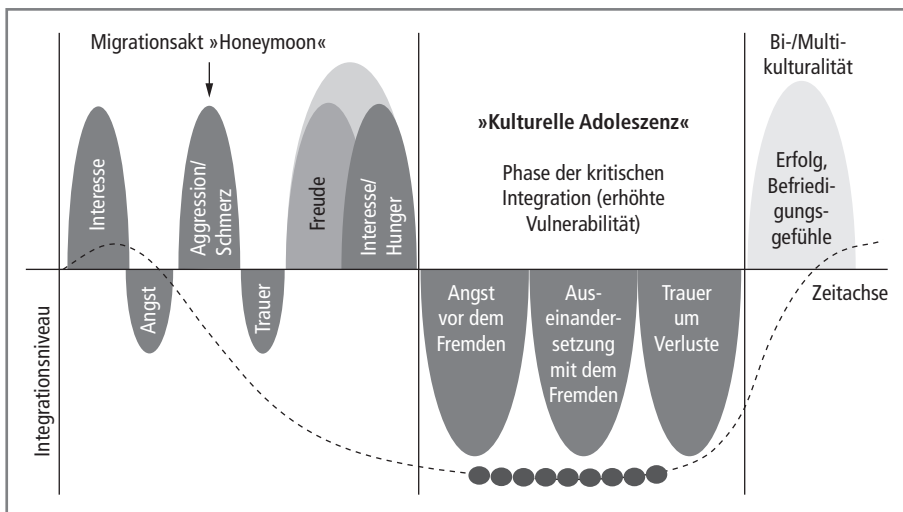 Migrationsakt »Honeymoon«
Interesse
Angst
Aggression/
Schmerz
Trauer
Freude
Interesse/
Hunger
»Kulturelle Adoleszenz«
Phase der kritischen
Integration (erhöhte
Vulnerabilität)
Bi-/Multi-
kulturalität
Erfolg,
Befriedi-
gungs-
gefühle
Zeitachse
Angst
vor dem
Fremden
Aus-
einander-
setzung
mit dem
Fremden
Trauer
um
Verluste
Integrationsniveau